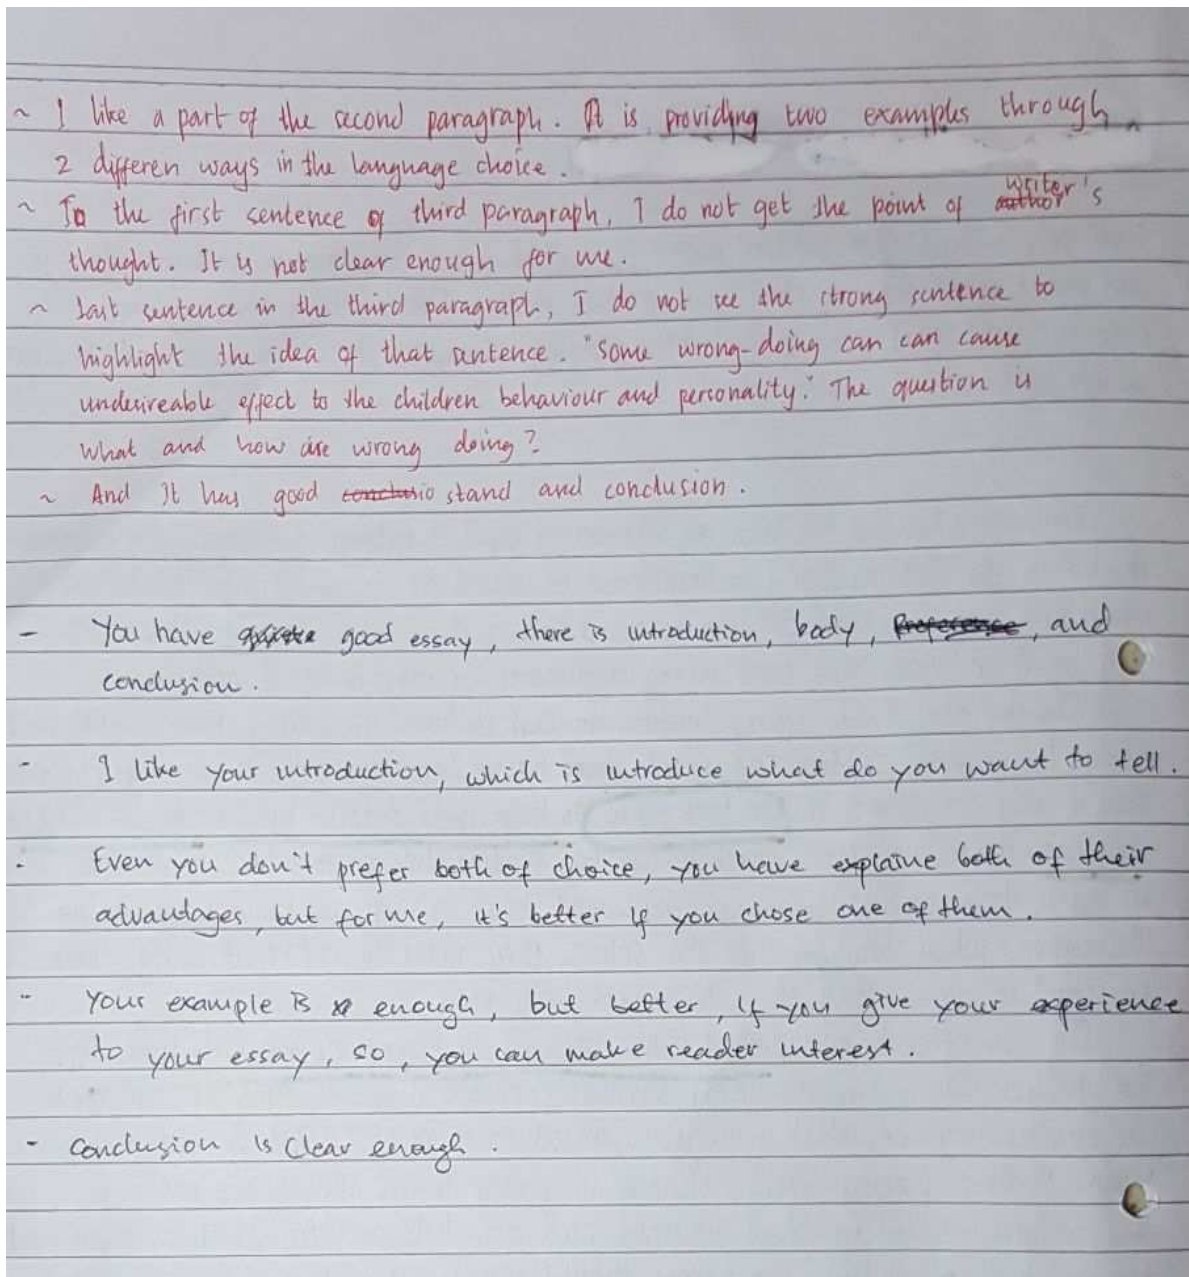 ~ I like a part of the second paragraph. It is providing two examples through
2 differen ways in the language choice.
~ To the first sentence of third paragraph, I do not get the point of writer's
thought. It is not clear enough for me.
~ last sentence in the third paragraph, I do not see the strong sentence to
highlight the idea of that sentence. "some wrong-doing can can cause
undesireable effect to the children behaviour and personality." The question is
what and how are wrong doing?
~ And It has good stand and conclusion.
- You have good essay, there is introduction, body, , and
conclusion.
- I like your introduction, which is introduce what do you want to tell.
- Even you don't prefer both of choice, you have explaine both of their
advantages, but for me, it's better if you chose one of them.
- Your example is enough, but better, if you give your experience
to your essay, so, you can make reader interest.
- Conclusion is clear enough.